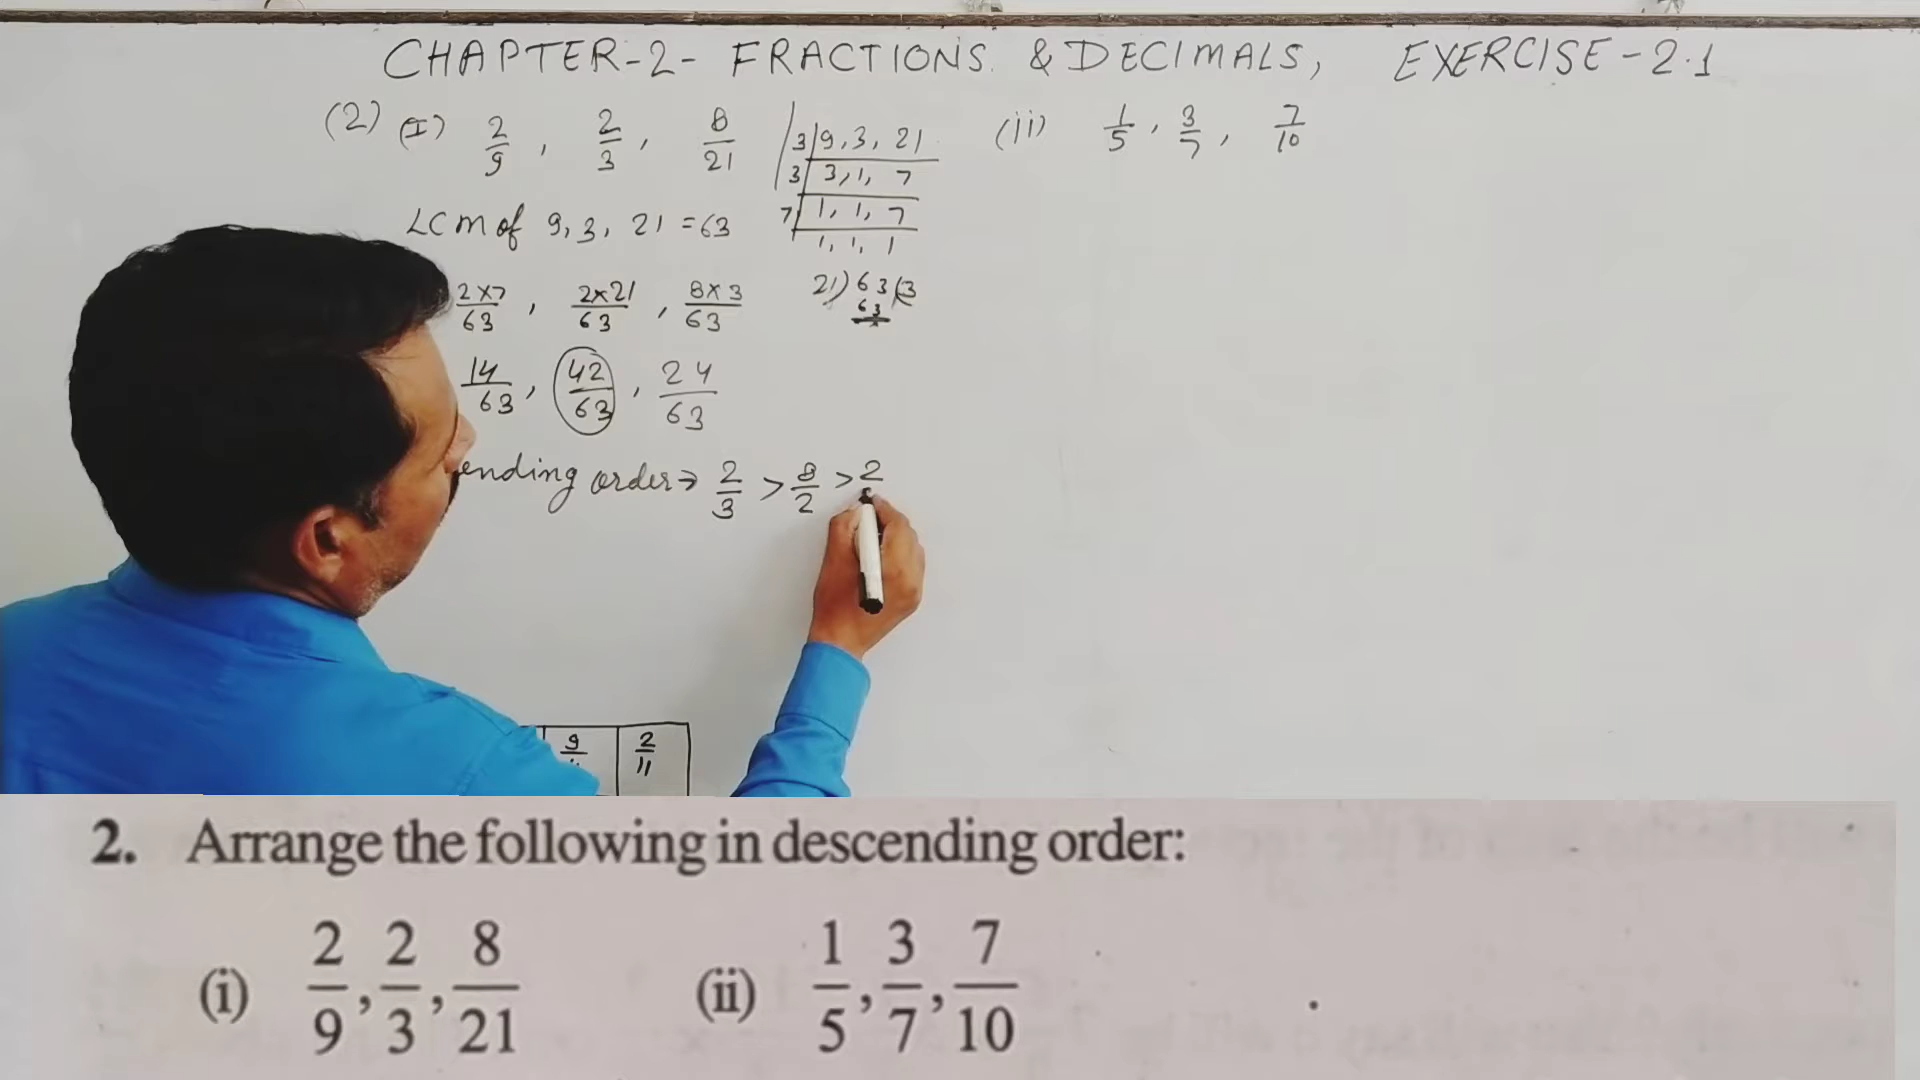 CHAPTER-2- FRACTIONS & DECIMALS, EXERCISE-2.1
(2) (I) 2/9, 2/3, 8/21
3|9, 3, 21
3|3, 1, 7
7|1, 1, 7
1, 1, 1
LCM of 9, 3, 21 = 63
2×7/63, 2×21/63, 8×3/63
21)63(3
63
14/63, 42/63, 24/63
ending order → 2/3 > 8/2 > 2
(ii) 1/5, 3/7, 7/10
9 2/11
2. Arrange the following in descending order:
(i) 2/9, 2/3, 8/21 (ii) 1/5, 3/7, 7/10